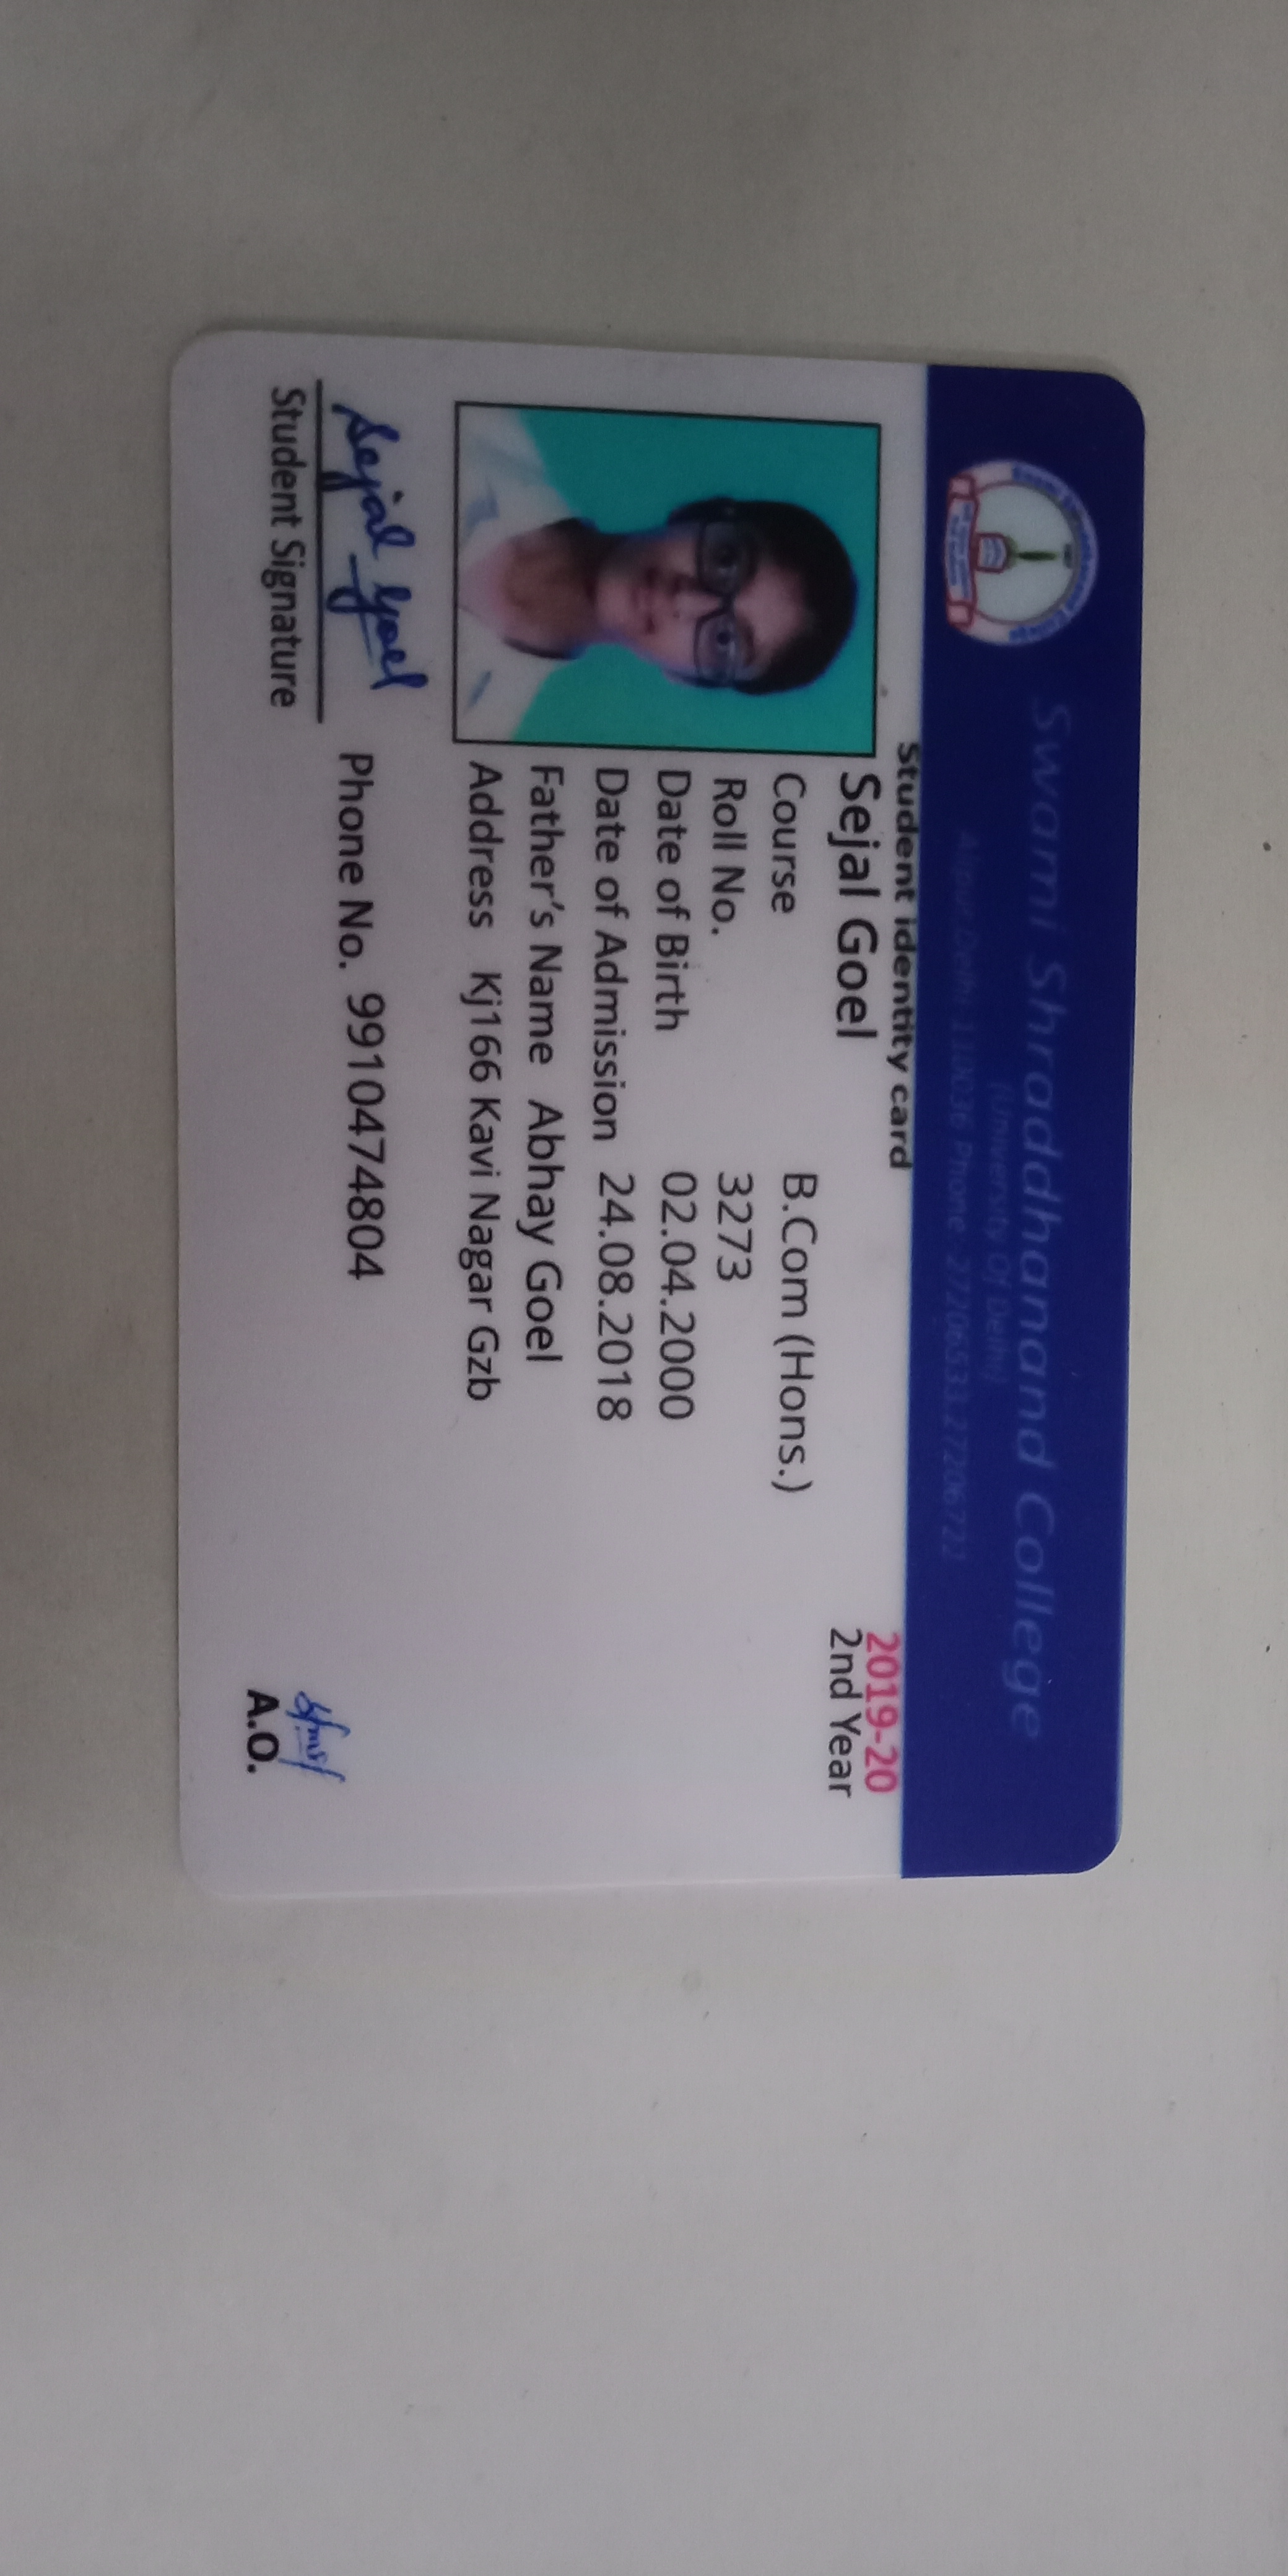 Swami Shraddhanand College
(University Of Delhi)
Alipur, Delhi-110036 Phone: 27206533,27206722
Student identity card
2019-20
Sejal Goel
2nd Year
Course B.Com (Hons.)
Roll No. 3273
Date of Birth 02.04.2000
Date of Admission 24.08.2018
Father's Name Abhay Goel
Address Kj166 Kavi Nagar Gzb
Sejal Goel
Phone No. 9910474804
Student Signature
A.O.